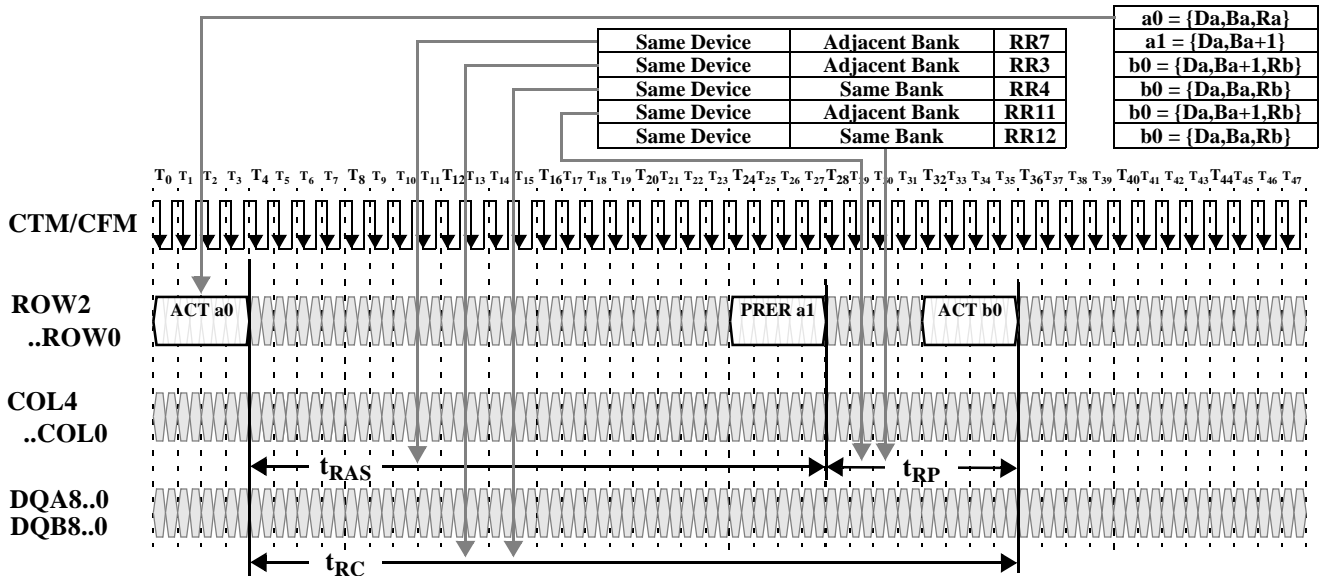 a0 = {Da,Ba,Ra}
Same Device Adjacent Bank RR7 a1 = {Da,Ba+1}
Same Device Adjacent Bank RR3 b0 = {Da,Ba+1,Rb}
Same Device Same Bank RR4 b0 = {Da,Ba,Rb}
Same Device Adjacent Bank RR11 b0 = {Da,Ba+1,Rb}
Same Device Same Bank RR12 b0 = {Da,Ba,Rb}
T0 T1 T2 T3 T4 T5 T6 T7 T8 T9 T10 T11 T12 T13 T14 T15 T16 T17 T18 T19 T20 T21 T22 T23 T24 T25 T26 T27 T28 T29 T30 T31 T32 T33 T34 T35 T36 T37 T38 T39 T40 T41 T42 T43 T44 T45 T46 T47
CTM/CFM
ROW2 ACT a0 PRER a1 ACT b0
..ROW0
COL4
..COL0
tRAS tRP
DQA8..0
DQB8..0
tRC